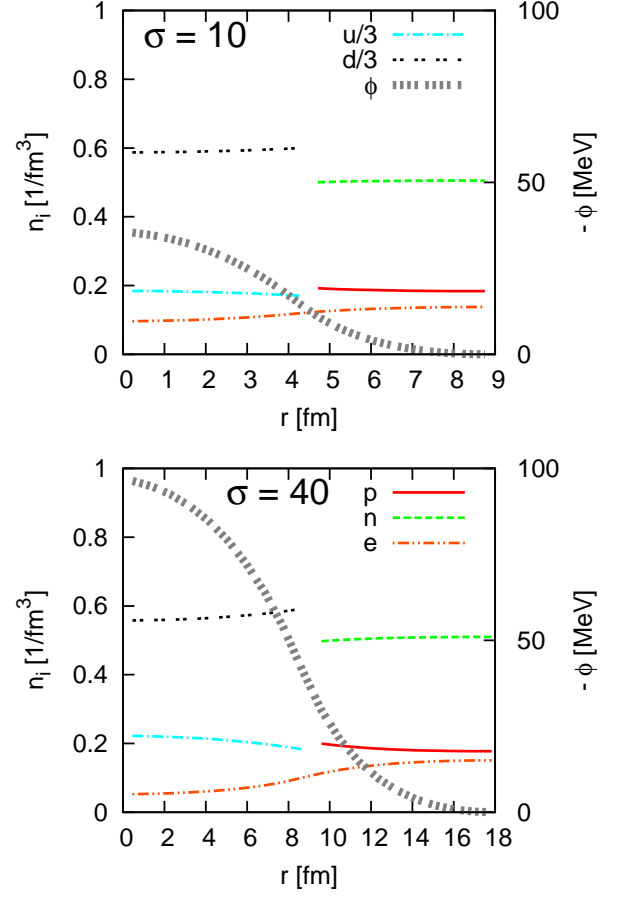 σ = 10
u/3
d/3
ϕ
1
0.8
0.6
0.4
0.2
0
100
50
0
n_i [1/fm^3]
- ϕ [MeV]
0 1 2 3 4 5 6 7 8 9
r [fm]
σ = 40
p
n
e
1
0.8
0.6
0.4
0.2
0
100
50
0
n_i [1/fm^3]
- ϕ [MeV]
0 2 4 6 8 10 12 14 16 18
r [fm]